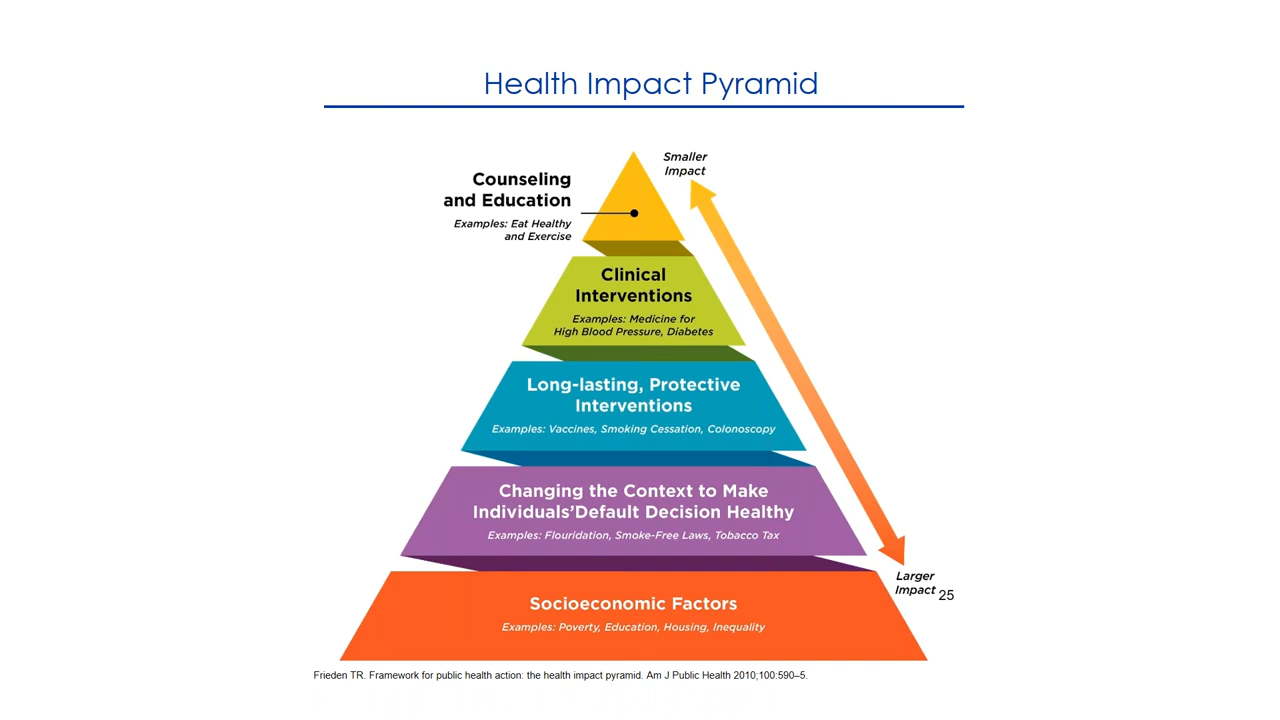 Health Impact Pyramid
Smaller
Impact
Counseling
and Education
Examples: Eat Healthy
and Exercise
Clinical
Interventions
Examples: Medicine for
High Blood Pressure, Diabetes
Long-lasting, Protective
Interventions
Examples: Vaccines, Smoking Cessation, Colonoscopy
Changing the Context to Make
Individuals’Default Decision Healthy
Examples: Flouridation, Smoke-Free Laws, Tobacco Tax
Larger
Impact
25
Socioeconomic Factors
Examples: Poverty, Education, Housing, Inequality
Frieden TR. Framework for public health action: the health impact pyramid. Am J Public Health 2010;100:590–5.